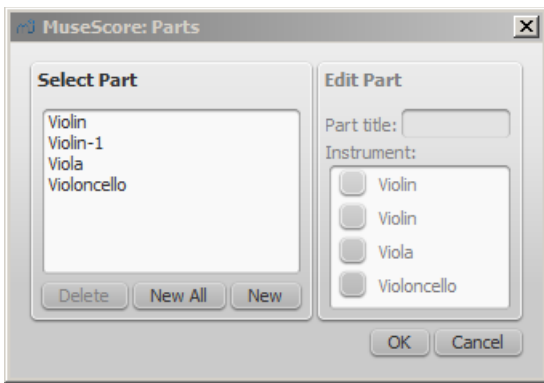 MuseScore: Parts
Select Part
Violin
Violin-1
Viola
Violoncello
Delete
New All
New
Edit Part
Part title:
Instrument:
Violin
Violin
Viola
Violoncello
OK
Cancel